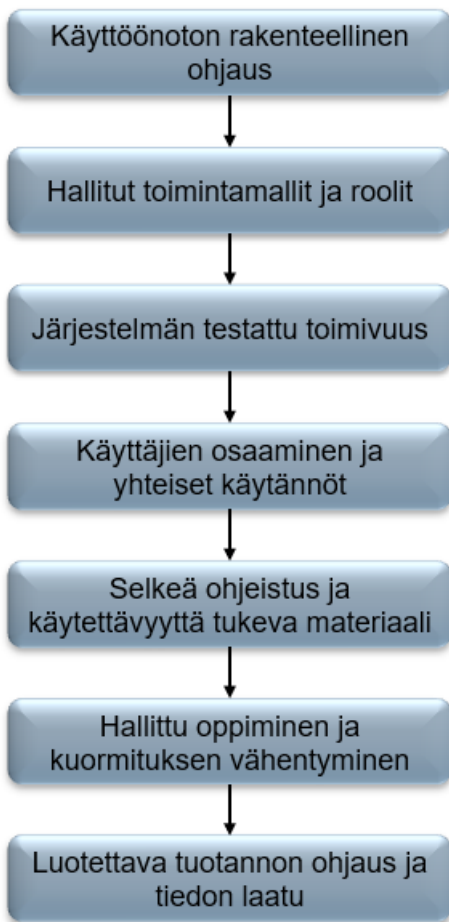 Käyttöönoton rakenteellinen
ohjaus
Hallitut toimintamallit ja roolit
Järjestelmän testattu toimivuus
Käyttäjien osaaminen ja
yhteiset käytännöt
Selkeä ohjeistus ja
käytettävyyttä tukeva materiaali
Hallittu oppiminen ja
kuormituksen vähentyminen
Luotettava tuotannon ohjaus ja
tiedon laatu